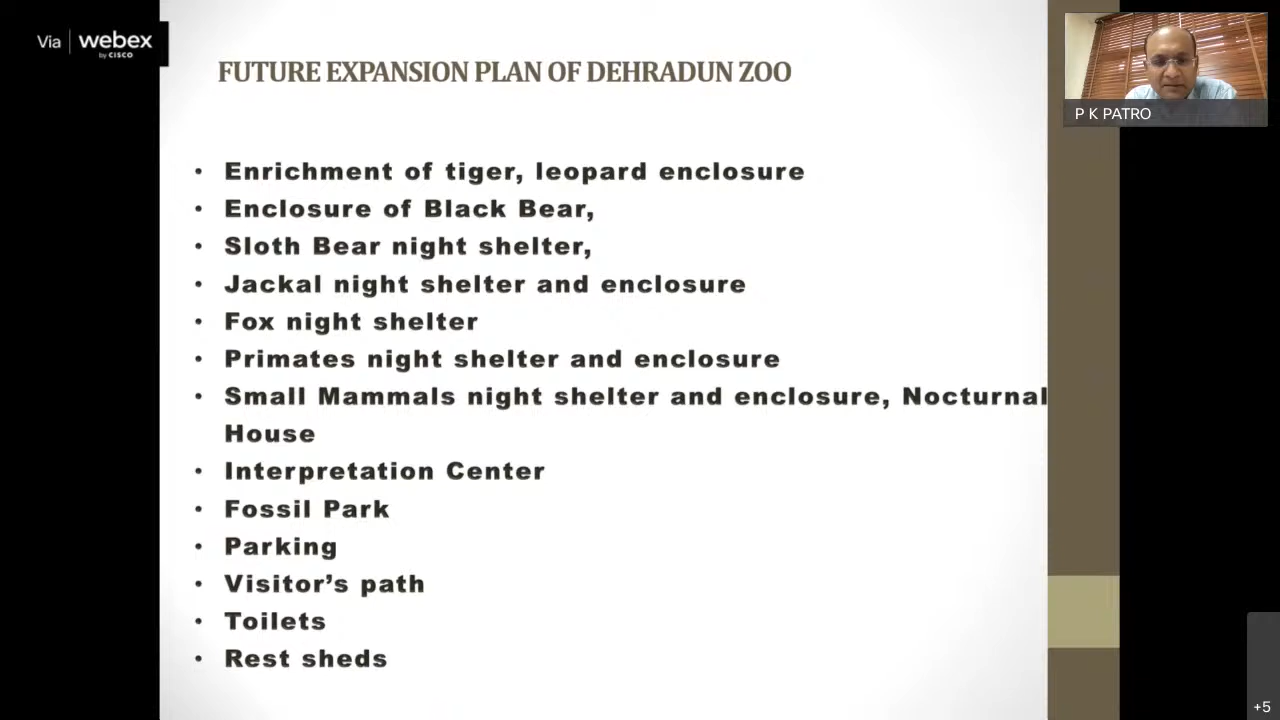 Via webex
by CISCO
FUTURE EXPANSION PLAN OF DEHRADUN ZOO
P K PATRO
• Enrichment of tiger, leopard enclosure
• Enclosure of Black Bear,
• Sloth Bear night shelter,
• Jackal night shelter and enclosure
• Fox night shelter
• Primates night shelter and enclosure
• Small Mammals night shelter and enclosure, Nocturnal
House
• Interpretation Center
• Fossil Park
• Parking
• Visitor’s path
• Toilets
• Rest sheds
+5